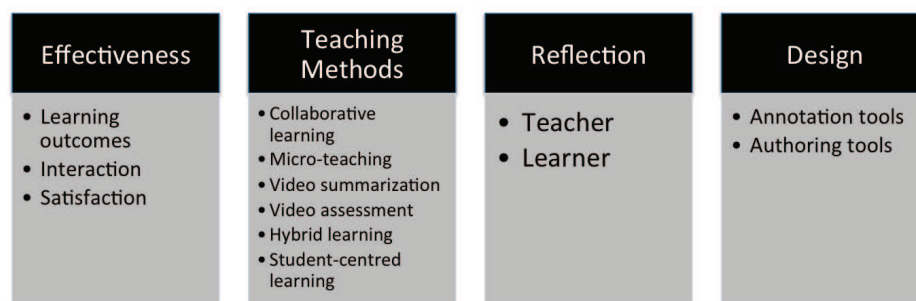 Effectiveness
• Learning
outcomes
• Interaction
• Satisfaction
Teaching
Methods
• Collaborative
learning
• Micro-teaching
• Video summarization
• Video assessment
• Hybrid learning
• Student-centred
learning
Reflection
• Teacher
• Learner
Design
• Annotation tools
• Authoring tools